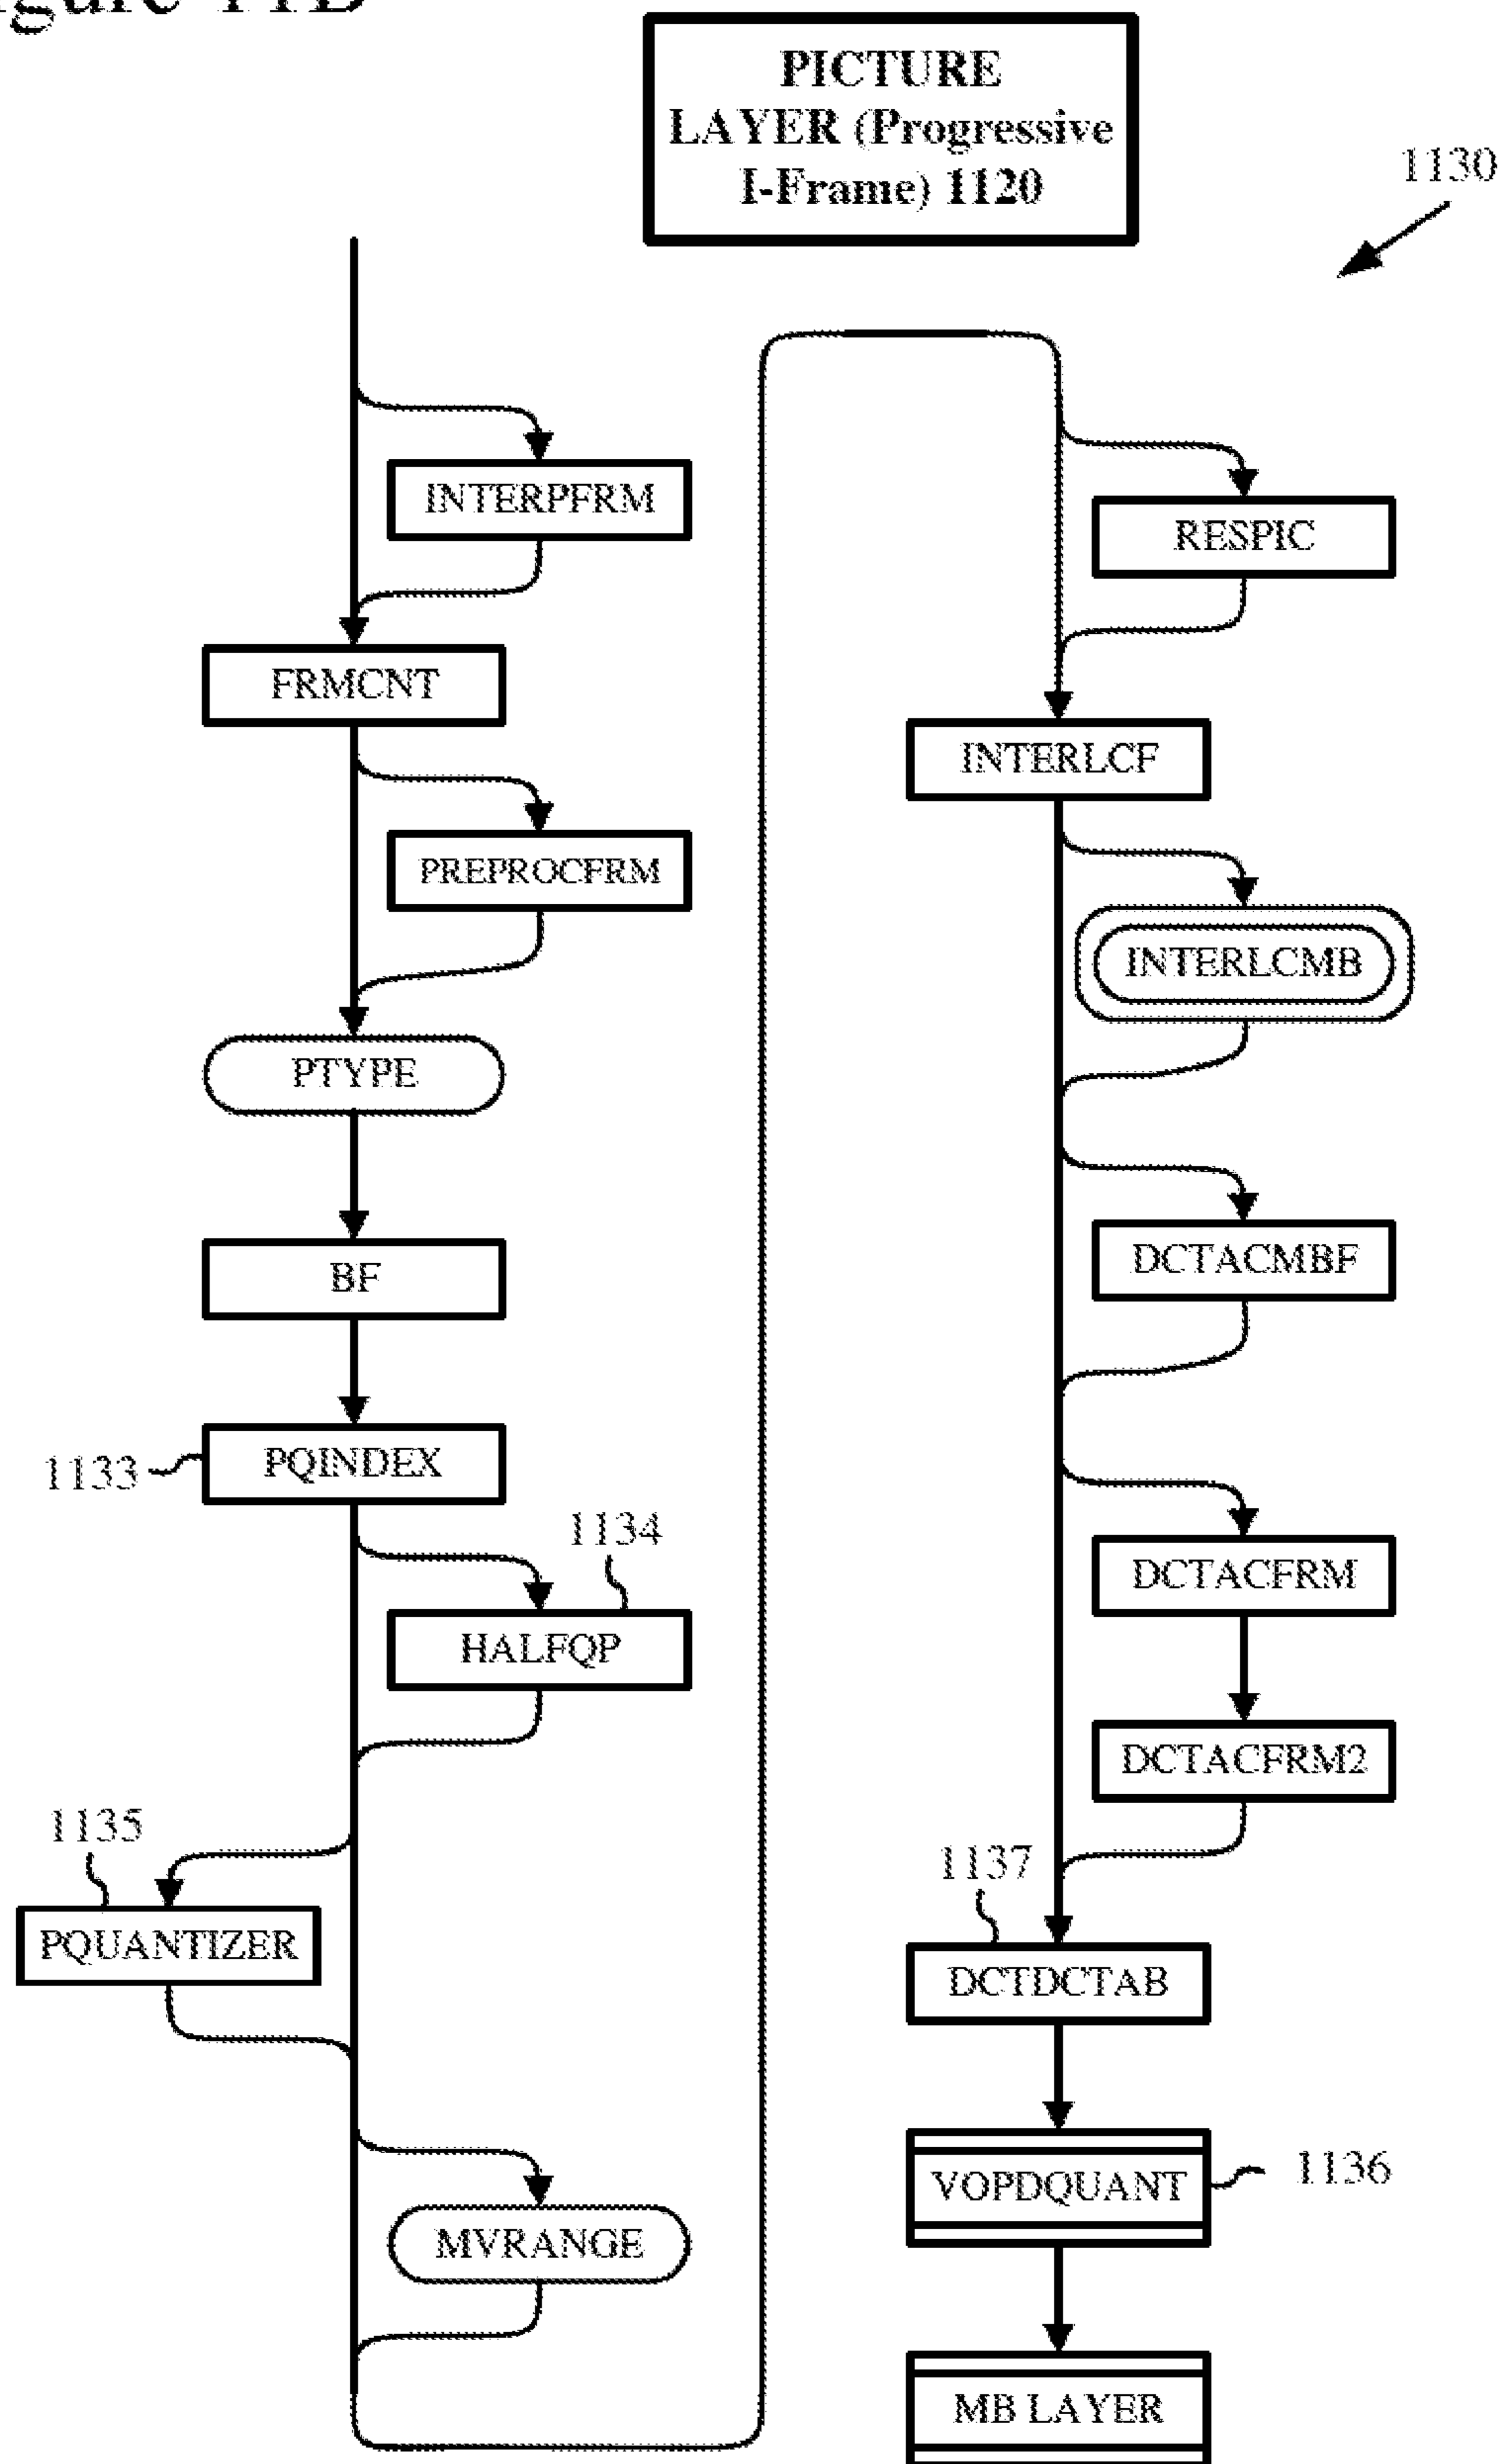 PICTURE
LAYER (Progressive
I-Frame) 1120
1130
INTERPFRM
FRMCNT
PREPROCFRM
PTYPE
BF
1133
PQINDEX
1134
HALFQP
1135
PQUANTIZER
MVRANGE
RESPIC
INTERLCF
INTERLCMB
DCTACMBF
DCTACFRM
DCTACFRM2
1137
DCTDCTAB
VOPDQUANT
1136
MB LAYER